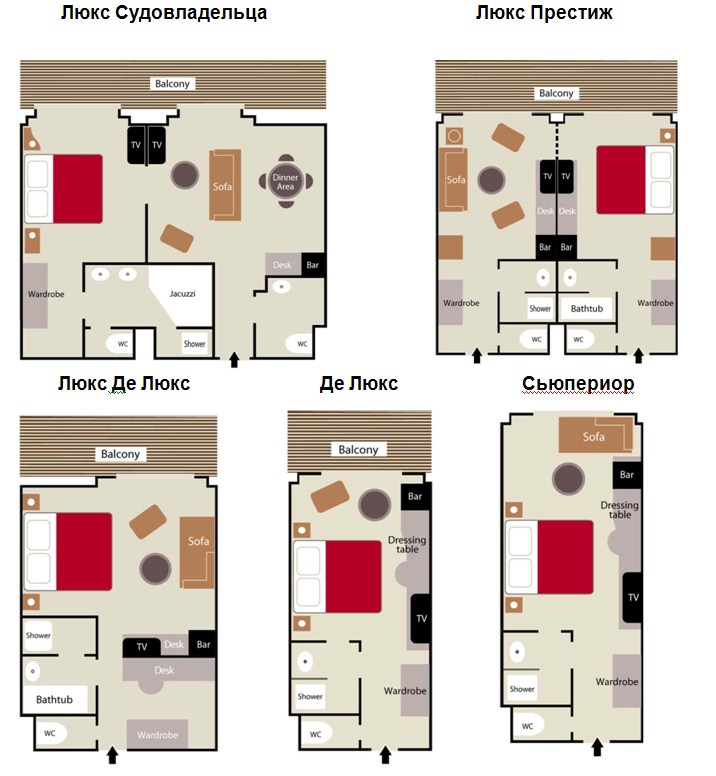 Люкс Судовладельца
Balcony
TV
TV
Sofa
Dinner
Area
Desk
Bar
Wardrobe
Jacuzzi
WC
Shower
WC
Люкс Престиж
Balcony
Sofa
TV
TV
Desk
Desk
Bar
Bar
Wardrobe
Shower
Bathtub
Wardrobe
WC
WC
Люкс Де Люкс
Balcony
Sofa
Shower
TV
Desk
Bar
Desk
Bathtub
WC
Wardrobe
Де Люкс
Balcony
Bar
Dressing
table
TV
Shower
Wardrobe
WC
Сьюпериор
Sofa
Bar
Dressing
table
TV
Shower
Wardrobe
WC